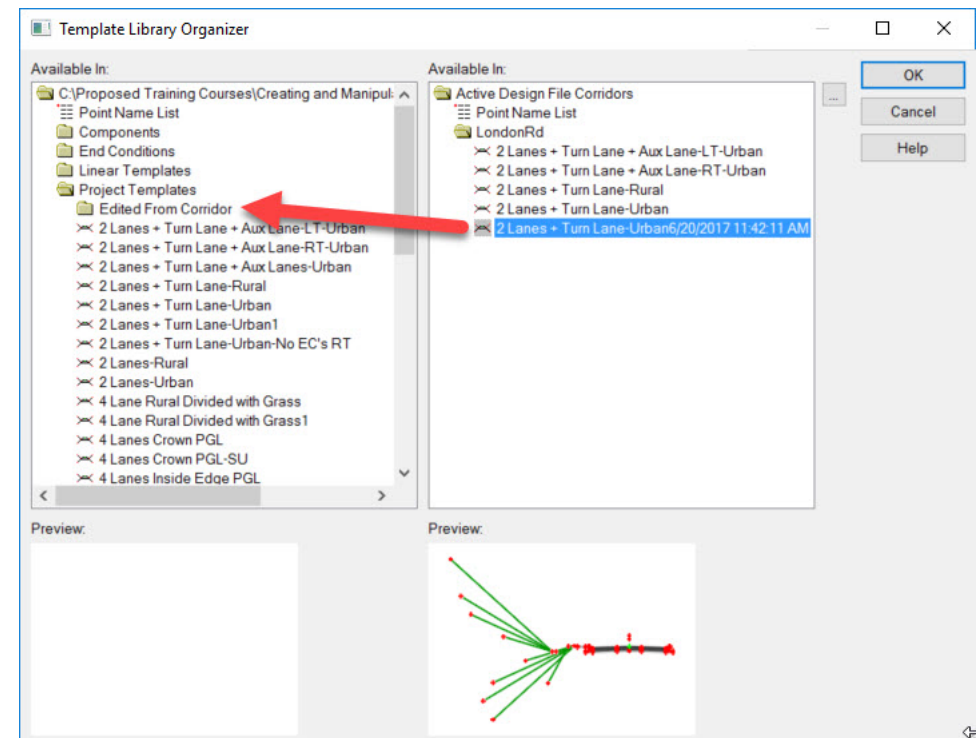 Template Library Organizer
Available In:
C:\Proposed Training Courses\Creating and Manipul
Point Name List
Components
End Conditions
Linear Templates
Project Templates
Edited From Corridor
2 Lanes + Turn Lane + Aux Lane-LT-Urban
2 Lanes + Turn Lane + Aux Lane-RT-Urban
2 Lanes + Turn Lane + Aux Lanes-Urban
2 Lanes + Turn Lane-Rural
2 Lanes + Turn Lane-Urban
2 Lanes + Turn Lane-Urban1
2 Lanes + Turn Lane-Urban-No EC's RT
2 Lanes-Rural
2 Lanes-Urban
4 Lane Rural Divided with Grass
4 Lane Rural Divided with Grass1
4 Lanes Crown PGL
4 Lanes Crown PGL-SU
4 Lanes Inside Edge PGL
Preview:
Available In:
Active Design File Corridors
Point Name List
LondonRd
2 Lanes + Turn Lane + Aux Lane-LT-Urban
2 Lanes + Turn Lane + Aux Lane-RT-Urban
2 Lanes + Turn Lane-Rural
2 Lanes + Turn Lane-Urban
2 Lanes + Turn Lane-Urban6/20/2017 11:42:11 AM
Preview:
...
OK
Cancel
Help